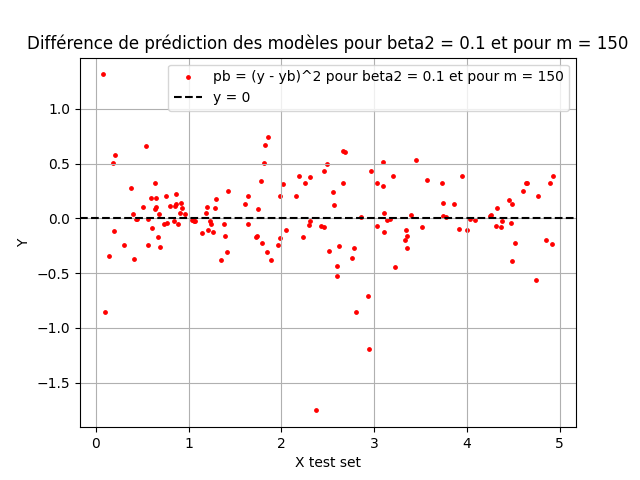 Différence de prédiction des modèles pour beta2 = 0.1 et pour m = 150
pb = (y - yb)^2 pour beta2 = 0.1 et pour m = 150
y = 0
1.0
0.5
0.0
−0.5
−1.0
−1.5
Y
0 1 2 3 4 5
X test set